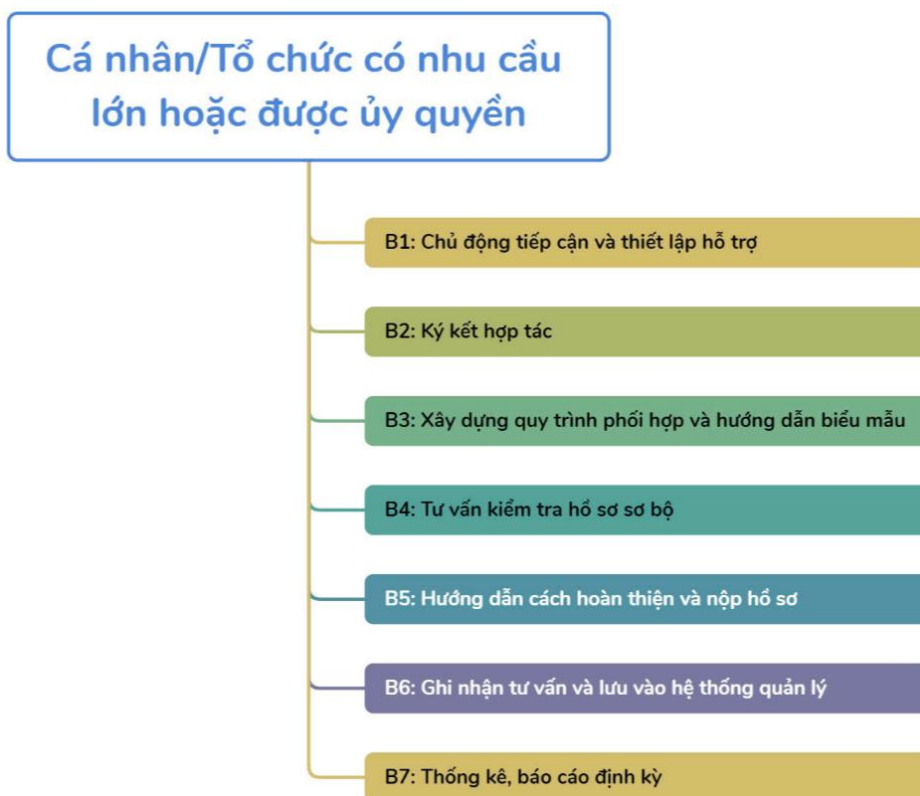 Cá nhân/Tổ chức có nhu cầu
lớn hoặc được ủy quyền
B1: Chủ động tiếp cận và thiết lập hỗ trợ
B2: Ký kết hợp tác
B3: Xây dựng quy trình phối hợp và hướng dẫn biểu mẫu
B4: Tư vấn kiểm tra hồ sơ sơ bộ
B5: Hướng dẫn cách hoàn thiện và nộp hồ sơ
B6: Ghi nhận tư vấn và lưu vào hệ thống quản lý
B7: Thống kê, báo cáo định kỳ